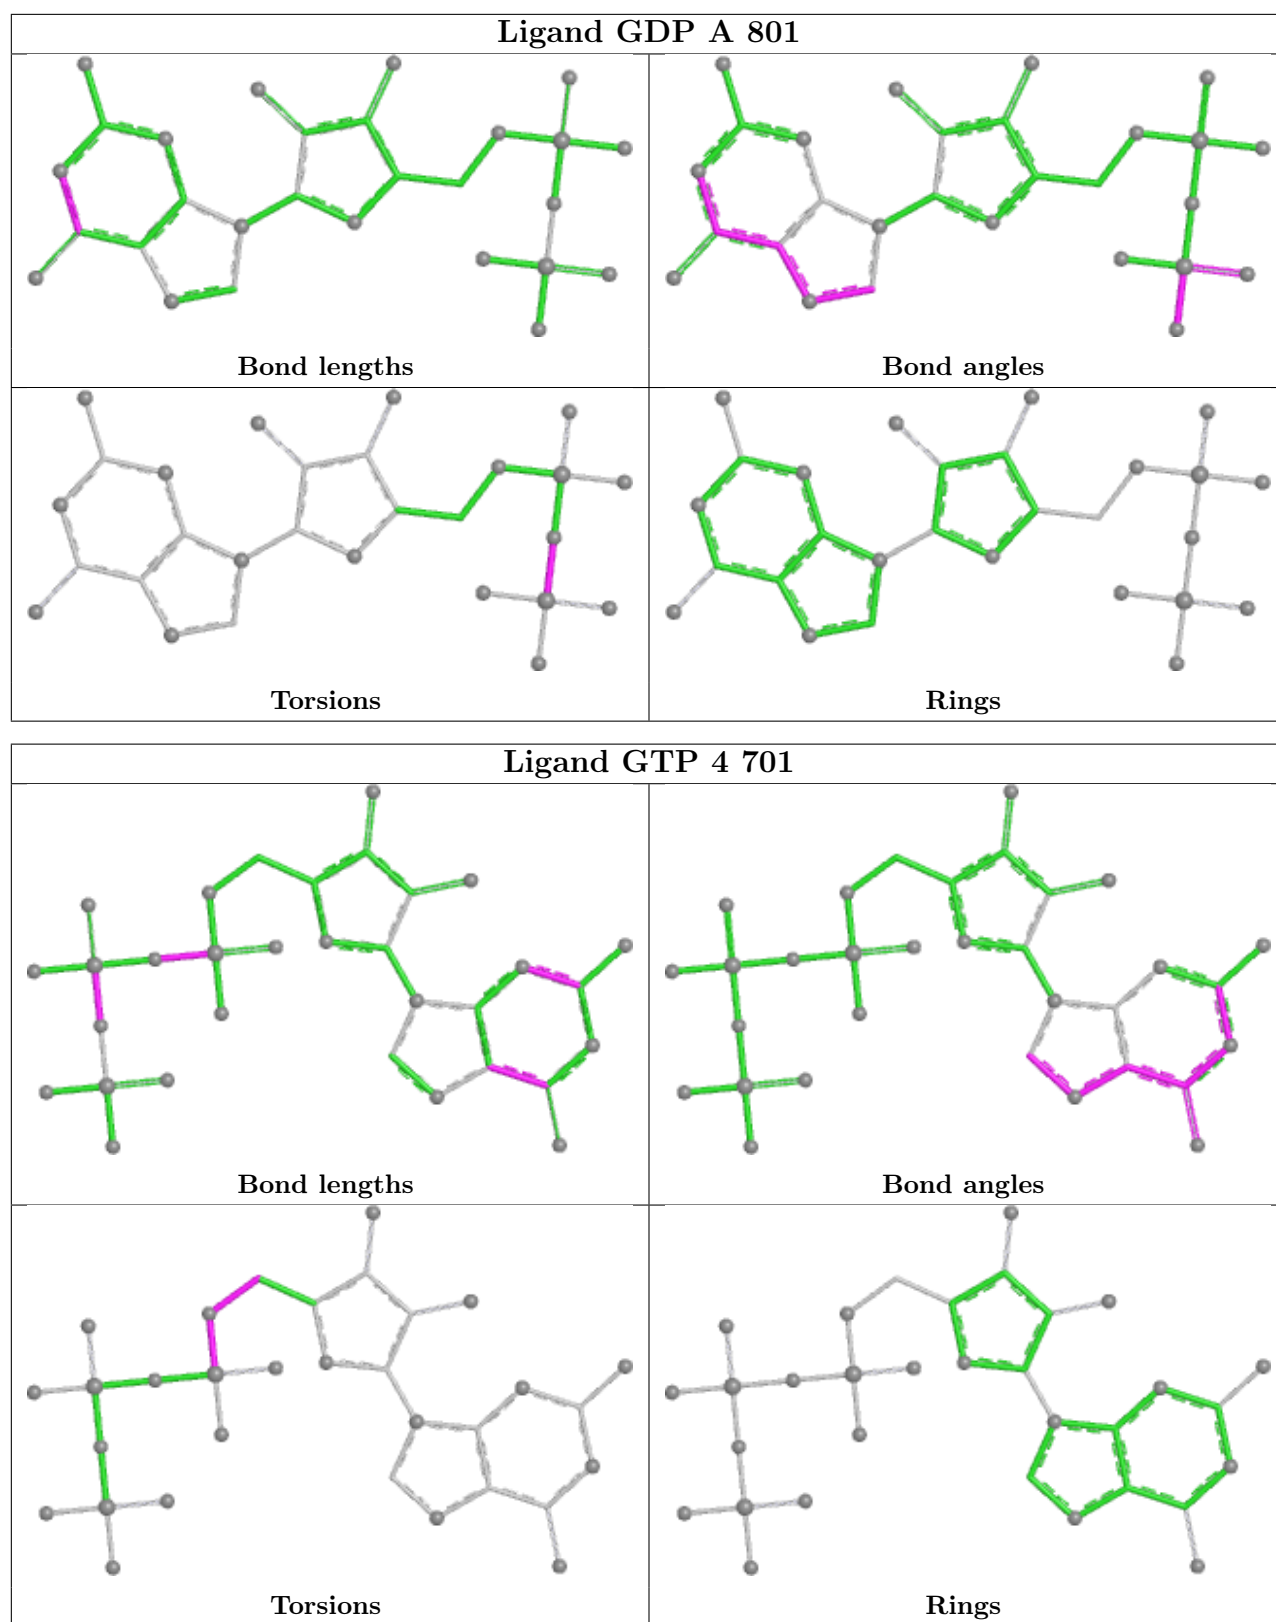 Ligand GDP A 801
Bond lengths
Bond angles
Torsions
Rings
Ligand GTP 4 701
Bond lengths
Bond angles
Torsions
Rings